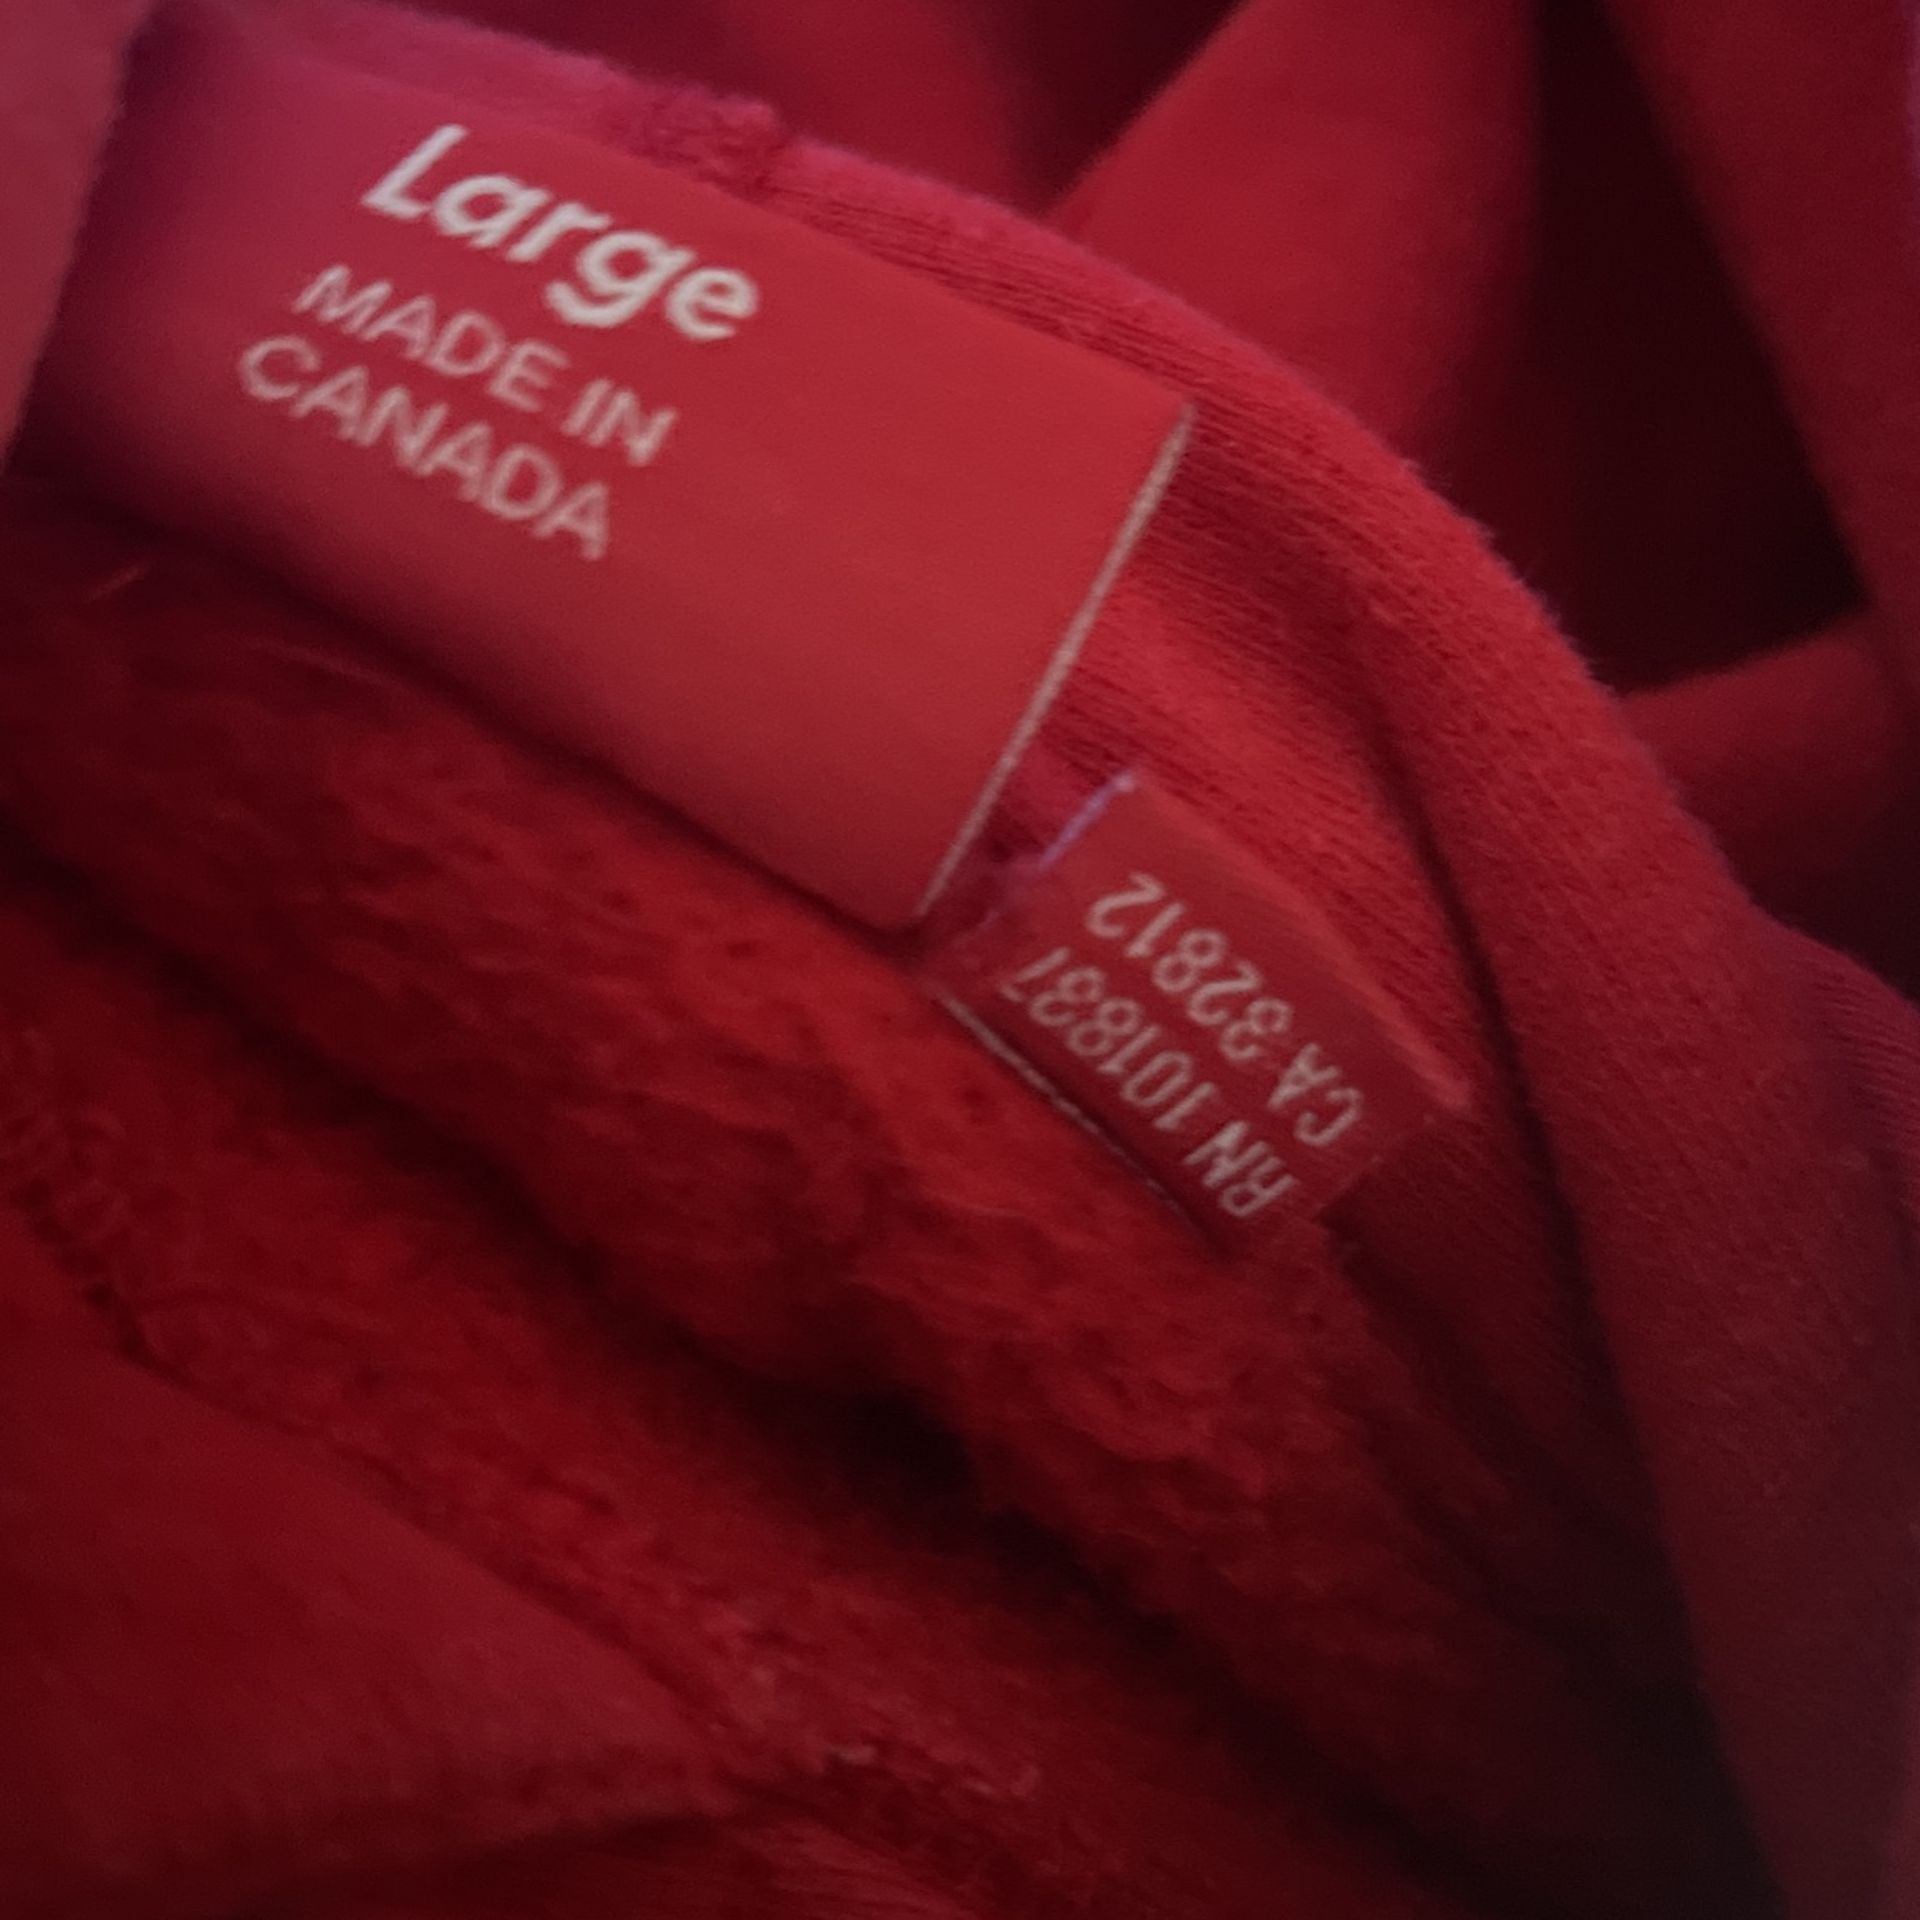 Large
MADE IN
CANADA
RN 101837
CA 32812